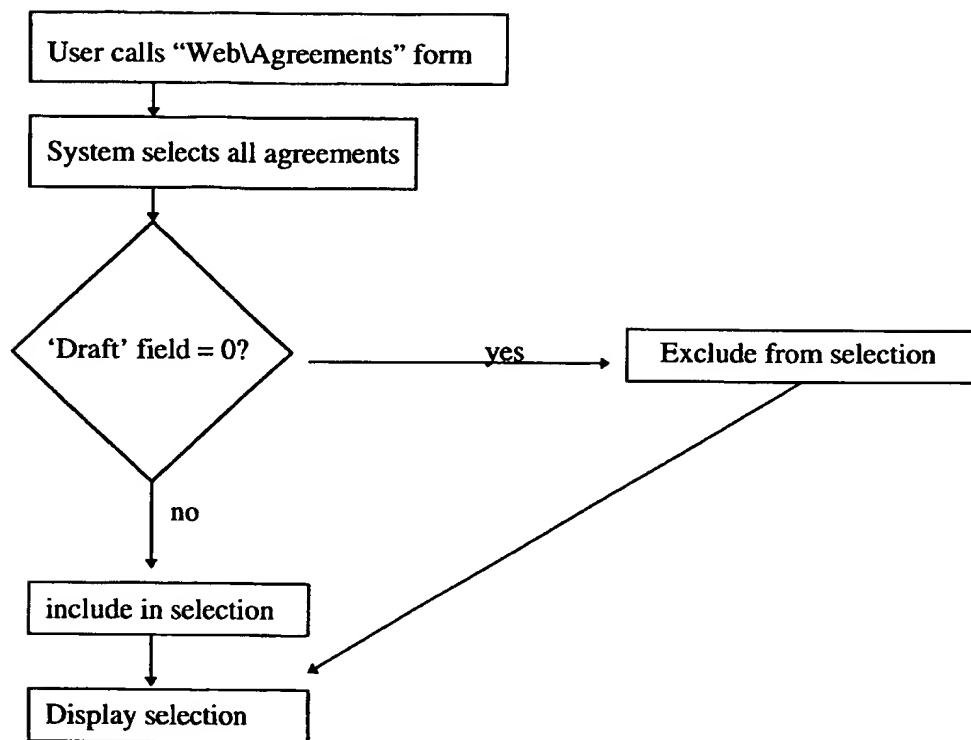 User calls “Web\Agreements” form
System selects all agreements
‘Draft’ field = 0?
yes
Exclude from selection
no
include in selection
Display selection